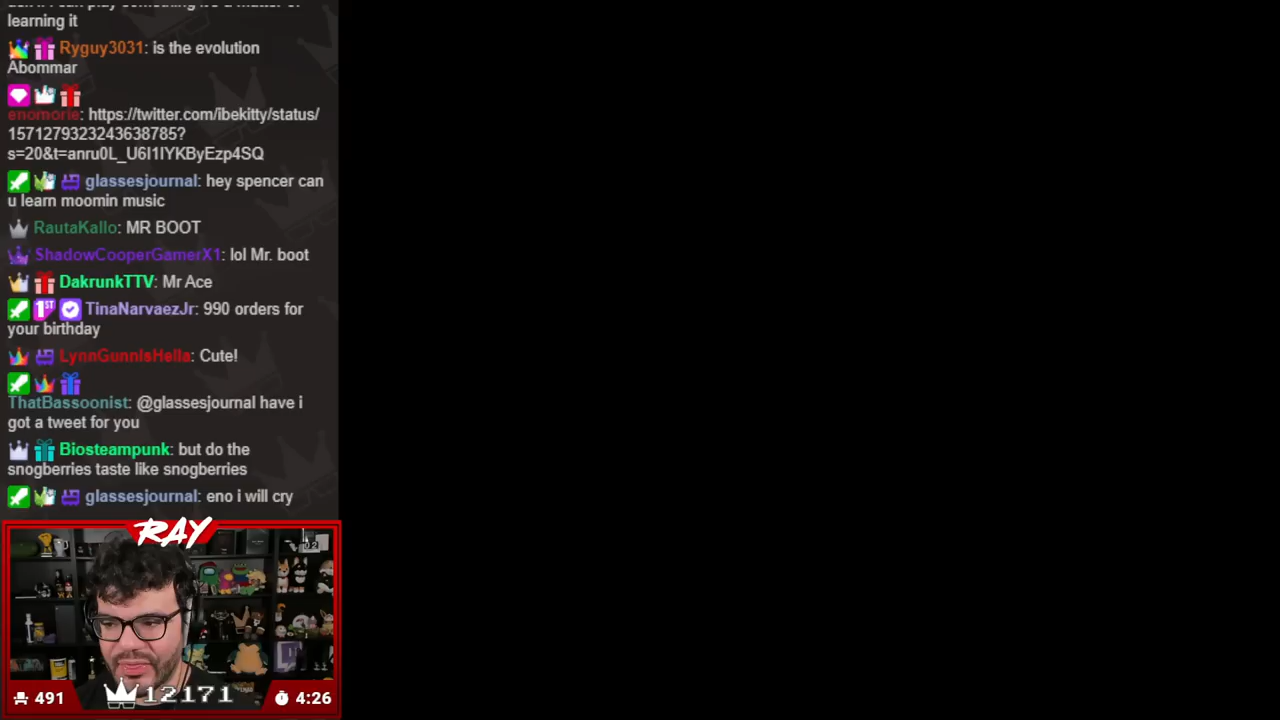 learning it
Ryguy3031: is the evolution
Abommar
enomorie: https://twitter.com/ibekitty/status/
1571279323243638785?
glassesjournal: hey spencer can
u learn moomin music
RautaKallo: MR BOOT
ShadowCooperGamerX1: lol Mr. boot
DakrunkTTV: Mr Ace
1ST TinaNarvaezJr: 990 orders for
your birthday
LynnGunnIsHella: Cute!
ThatBassoonist: @glassesjournal have i
got a tweet for you
Biosteampunk: but do the
snogberries taste like snogberries
glassesjournal: eno i will cry
RAY
491
12171
4:26